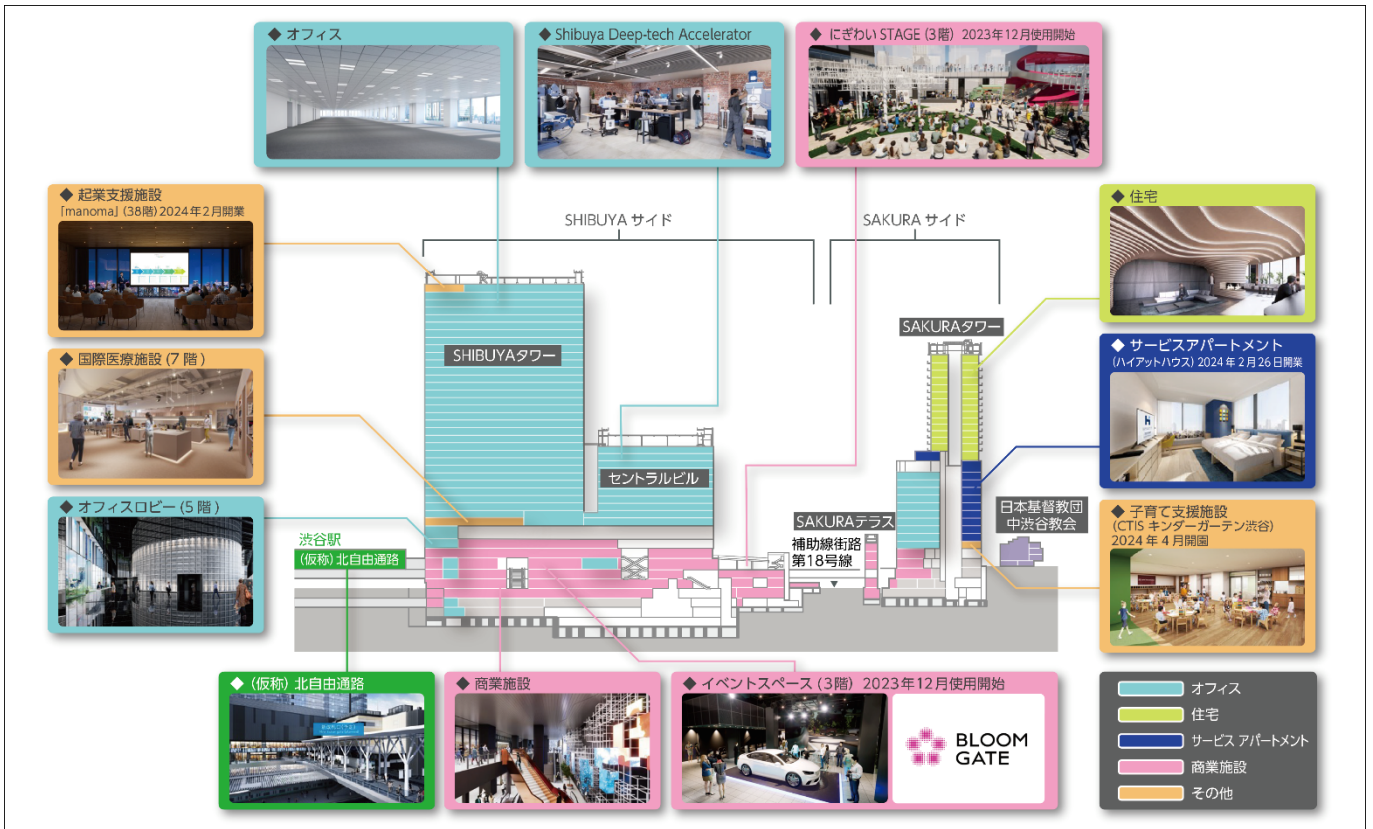 ◆ オフィス
◆ Shibuya Deep-tech Accelerator
◆ にぎわいSTAGE (3階) 2023年12月使用開始
◆ 起業支援施設
「manoma」(38階) 2024年2月開業
SHIBUYA サイド
SAKURA サイド
◆ 住宅
◆ 国際医療施設 (7階)
SHIBUYAタワー
SAKURAタワー
◆ サービスアパートメント
(ハイアットハウス) 2024年2月26日開業
◆ オフィスロビー (5階)
セントラルビル
SAKURAテラス
補助線街路
第18号線
日本基督教団
中渋谷教会
◆ 子育て支援施設
(CTIS キンダーガーテン渋谷)
2024年4月開園
渋谷駅
(仮称) 北自由通路
◆ (仮称) 北自由通路
◆ 商業施設
◆ イベントスペース (3階) 2023年12月使用開始
BLOOM
GATE
オフィス
住宅
サービス アパートメント
商業施設
その他